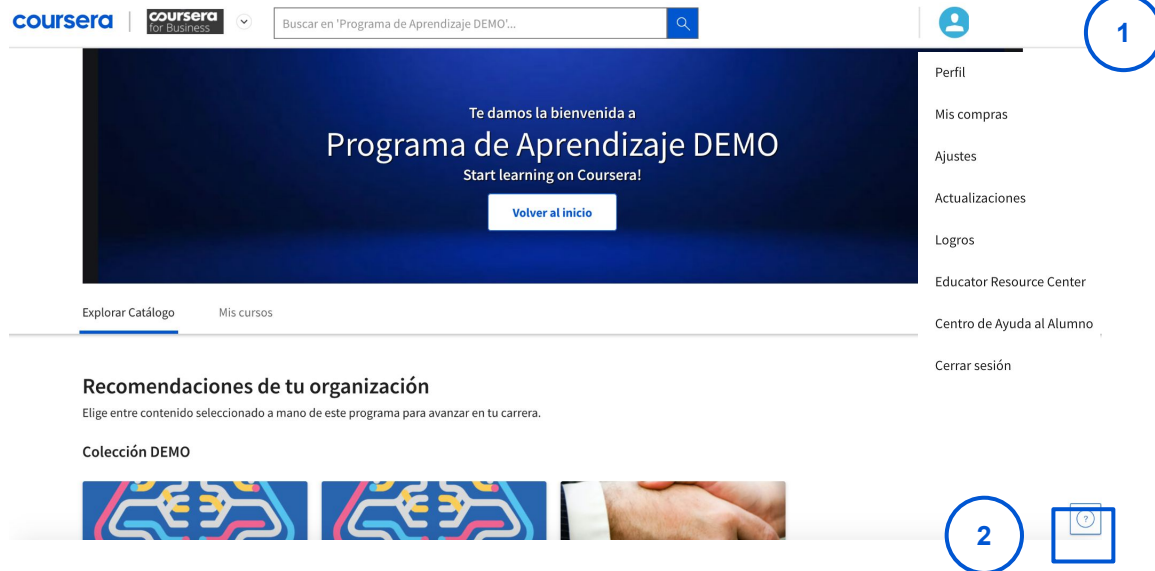 coursera
coursera
for Business
Buscar en 'Programa de Aprendizaje DEMO'...
1
Perfil
Mis compras
Ajustes
Actualizaciones
Logros
Educator Resource Center
Centro de Ayuda al Alumno
Cerrar sesión
Te damos la bienvenida a
Programa de Aprendizaje DEMO
Start learning on Coursera!
Volver al inicio
Explorar Catálogo
Mis cursos
Recomendaciones de tu organización
Elige entre contenido seleccionado a mano de este programa para avanzar en tu carrera.
Colección DEMO
2
?